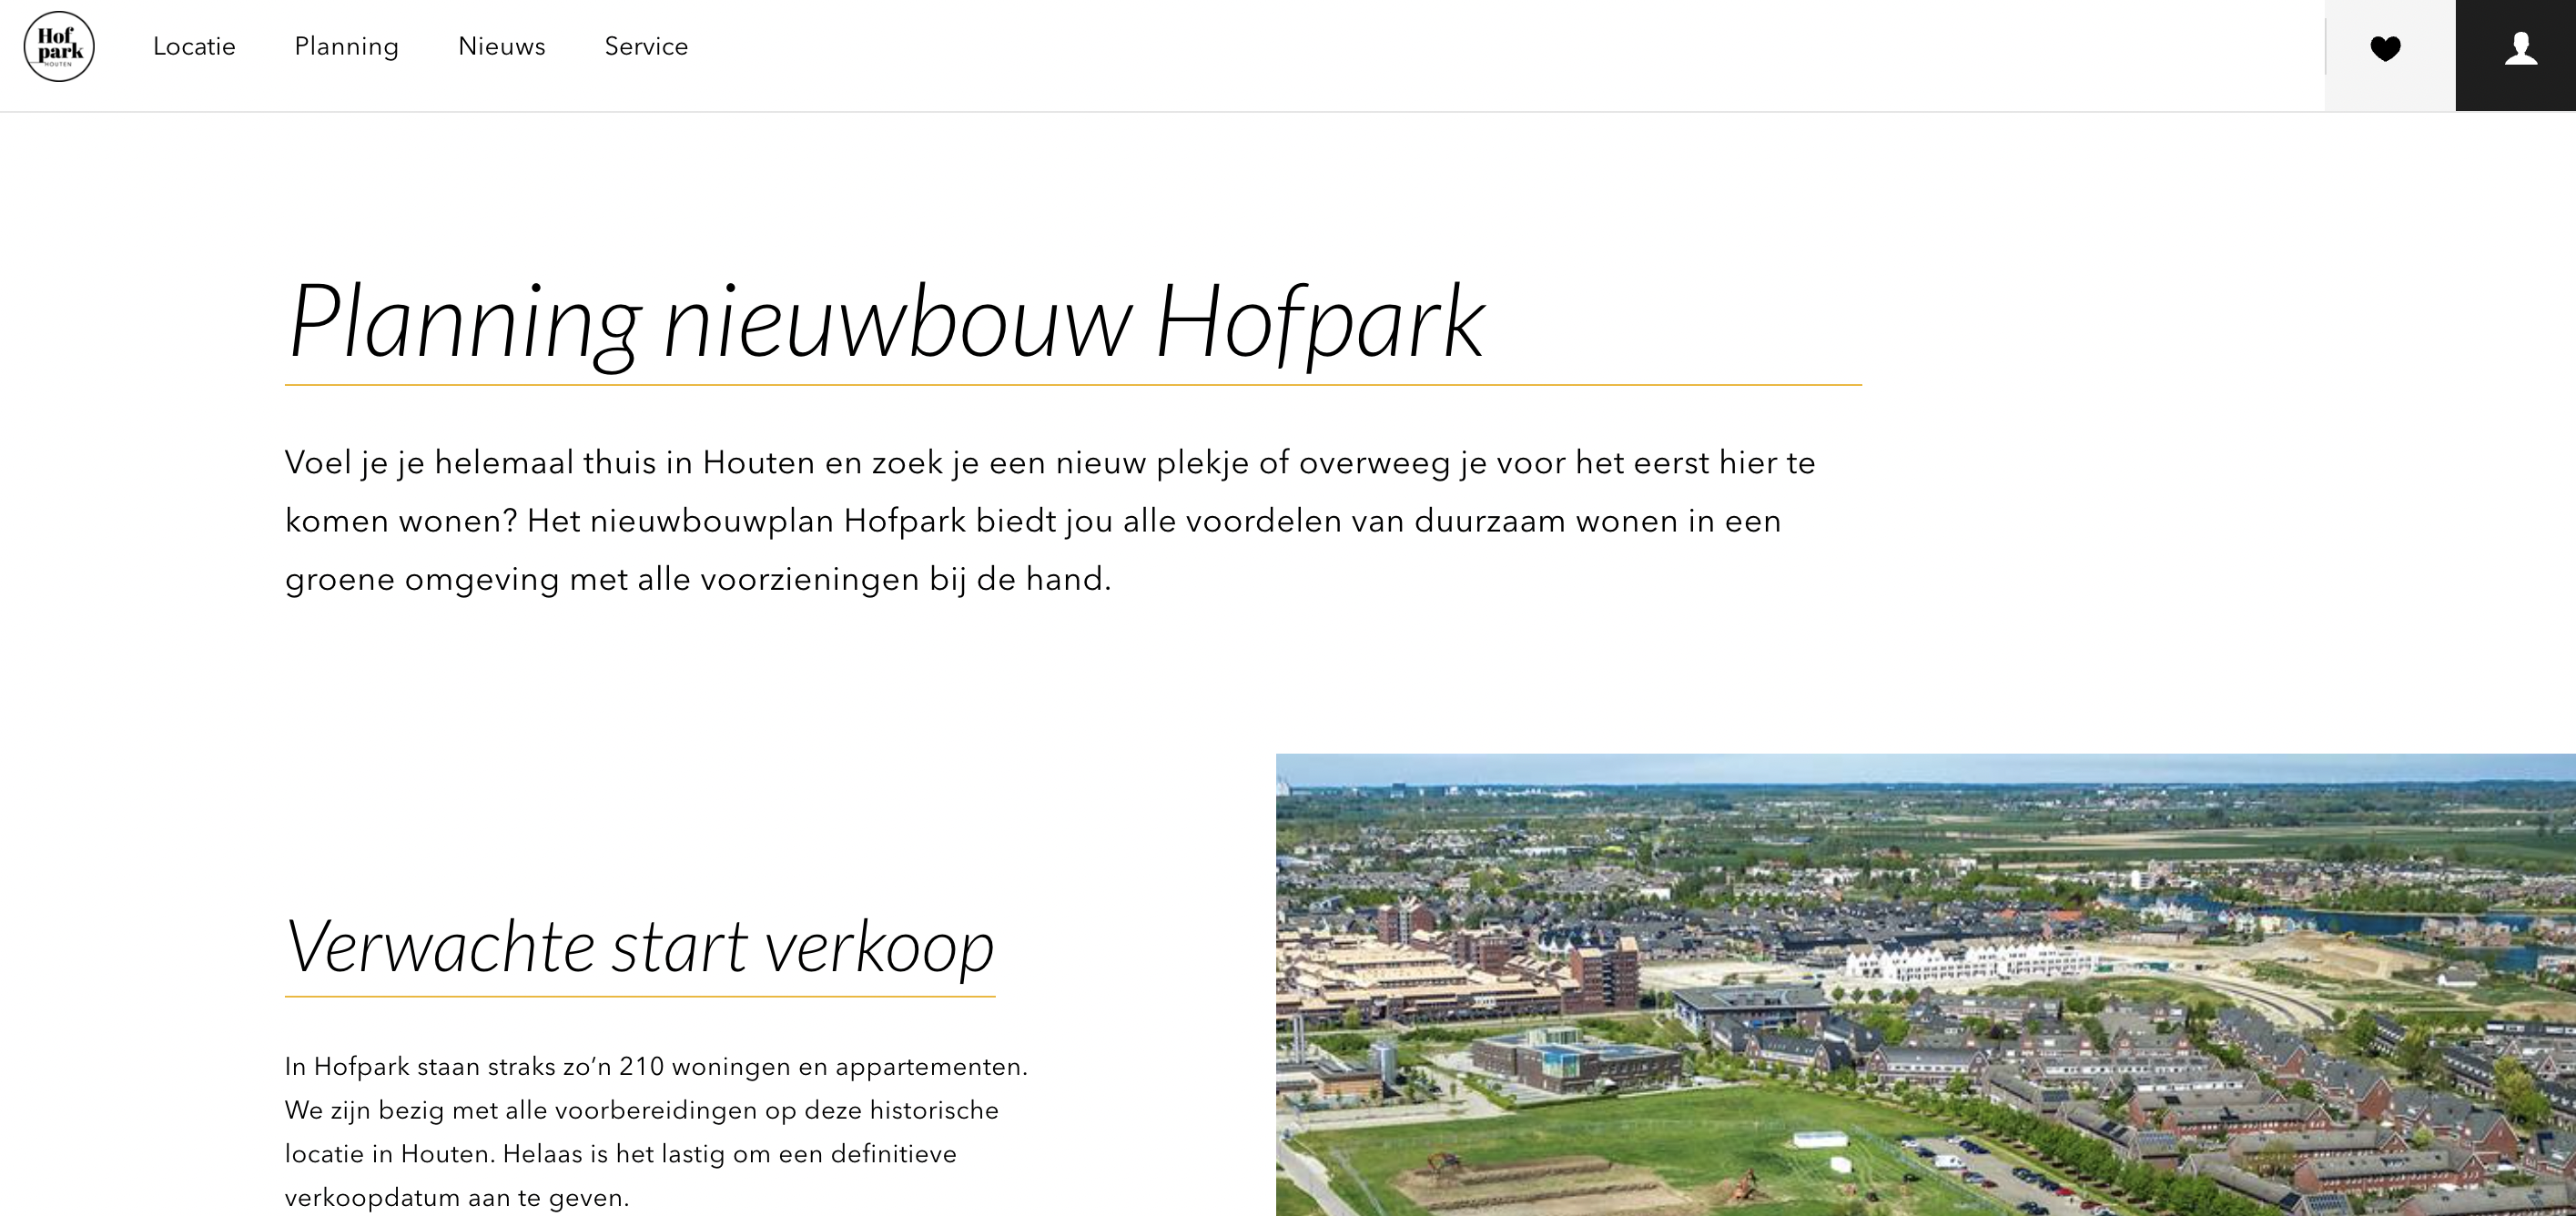 Hof
park
HOUTEN
Locatie
Planning
Nieuws
Service
Planning nieuwbouw Hofpark
Voel je je helemaal thuis in Houten en zoek je een nieuw plekje of overweeg je voor het eerst hier te
komen wonen? Het nieuwbouwplan Hofpark biedt jou alle voordelen van duurzaam wonen in een
groene omgeving met alle voorzieningen bij de hand.
Verwachte start verkoop
In Hofpark staan straks zo’n 210 woningen en appartementen.
We zijn bezig met alle voorbereidingen op deze historische
locatie in Houten. Helaas is het lastig om een definitieve
verkoopdatum aan te geven.